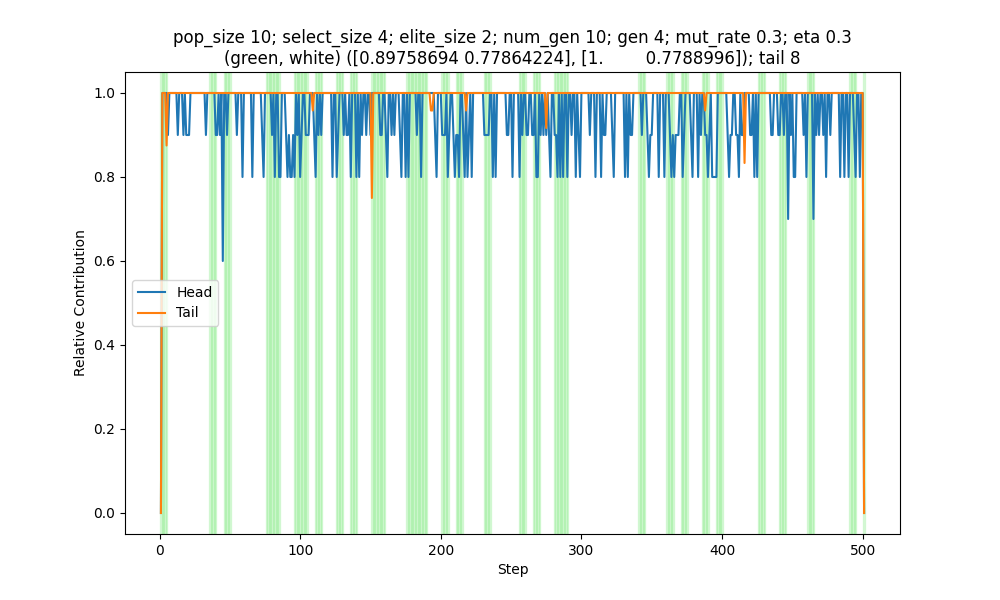 pop_size 10; select_size 4; elite_size 2; num_gen 10; gen 4; mut_rate 0.3; eta 0.3
(green, white) ([0.89758694 0.77864224], [1.         0.7788996]); tail 8
1.0
0.8
0.6
0.4
0.2
0.0
Relative Contribution
Head
Tail
0
100
200
300
400
500
Step